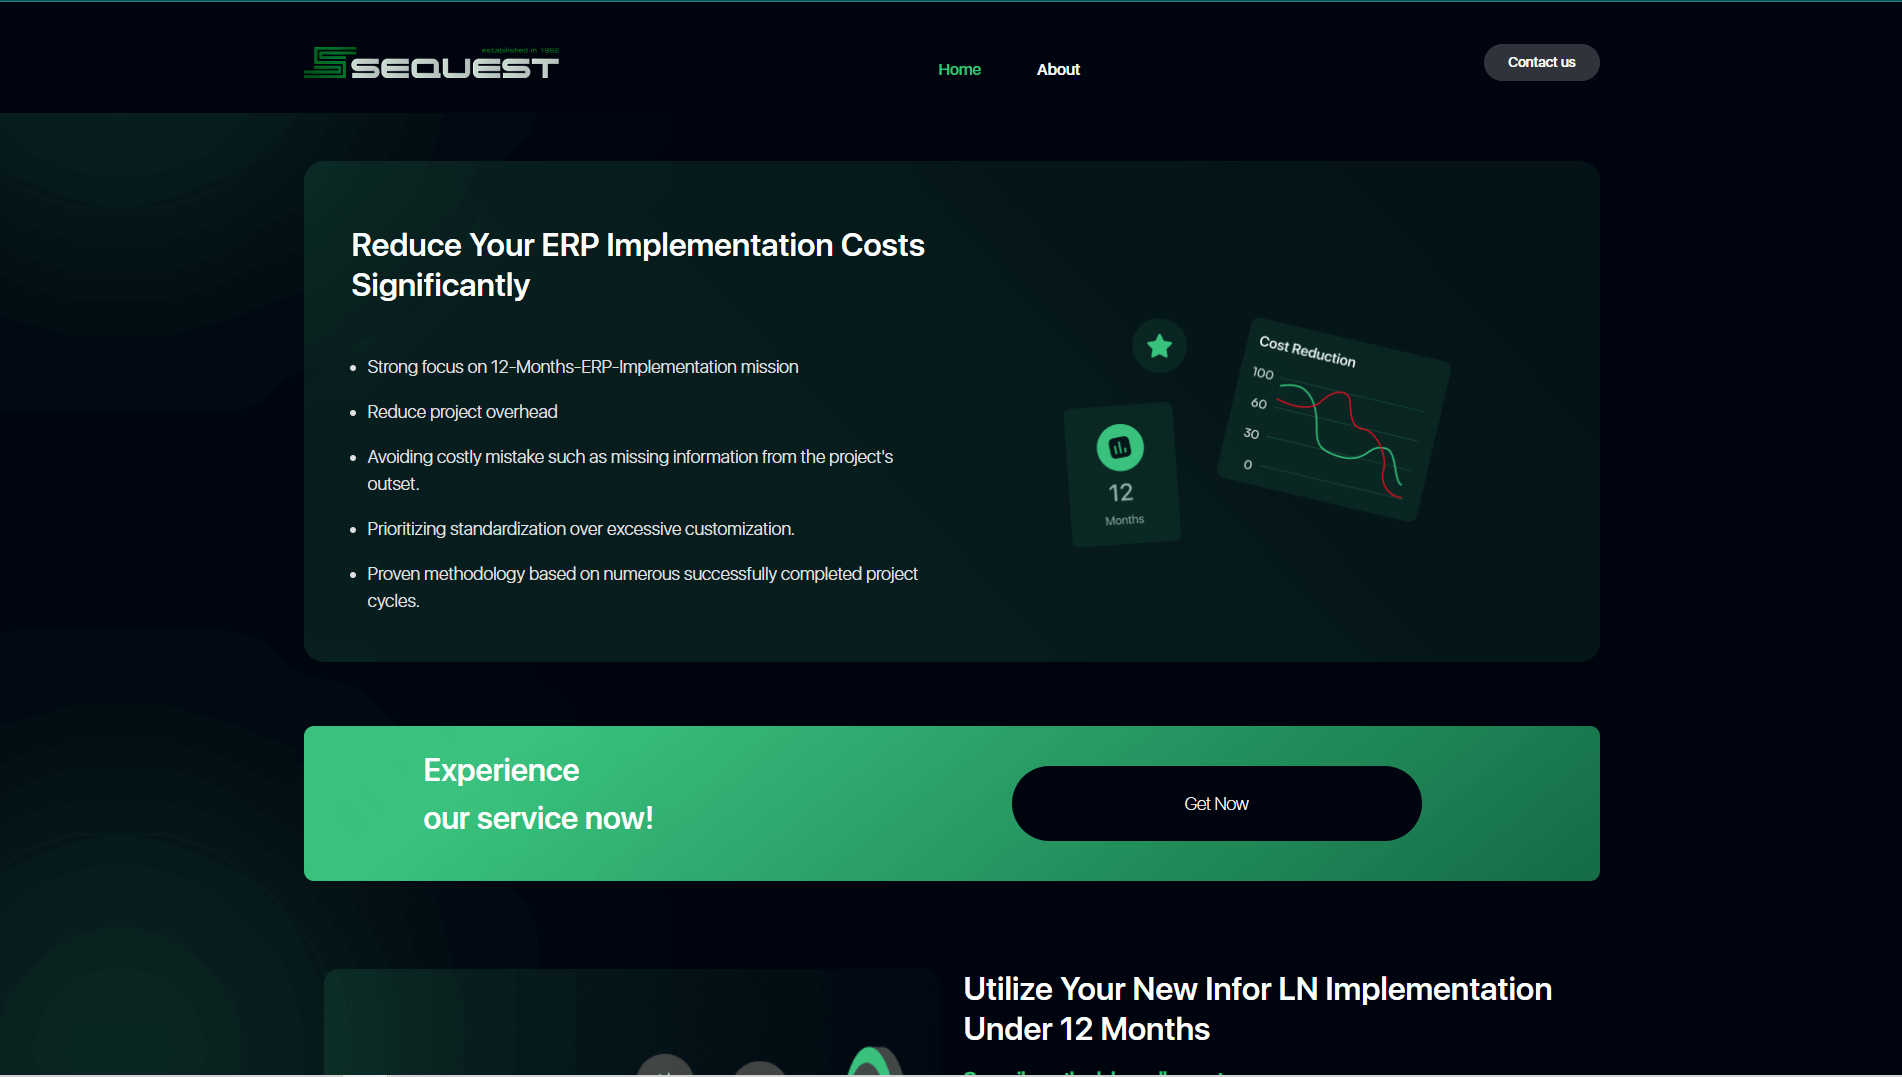 established in 1992
SEQUEST
Home
About
Contact us
Reduce Your ERP Implementation Costs
Significantly
Strong focus on 12-Months-ERP-Implementation mission
Reduce project overhead
Avoiding costly mistake such as missing information from the project's
outset.
Prioritizing standardization over excessive customization.
Proven methodology based on numerous successfully completed project
cycles.
12
Months
Cost Reduction
100
60
30
0
Experience
our service now!
Get Now
Utilize Your New Infor LN Implementation
Under 12 Months